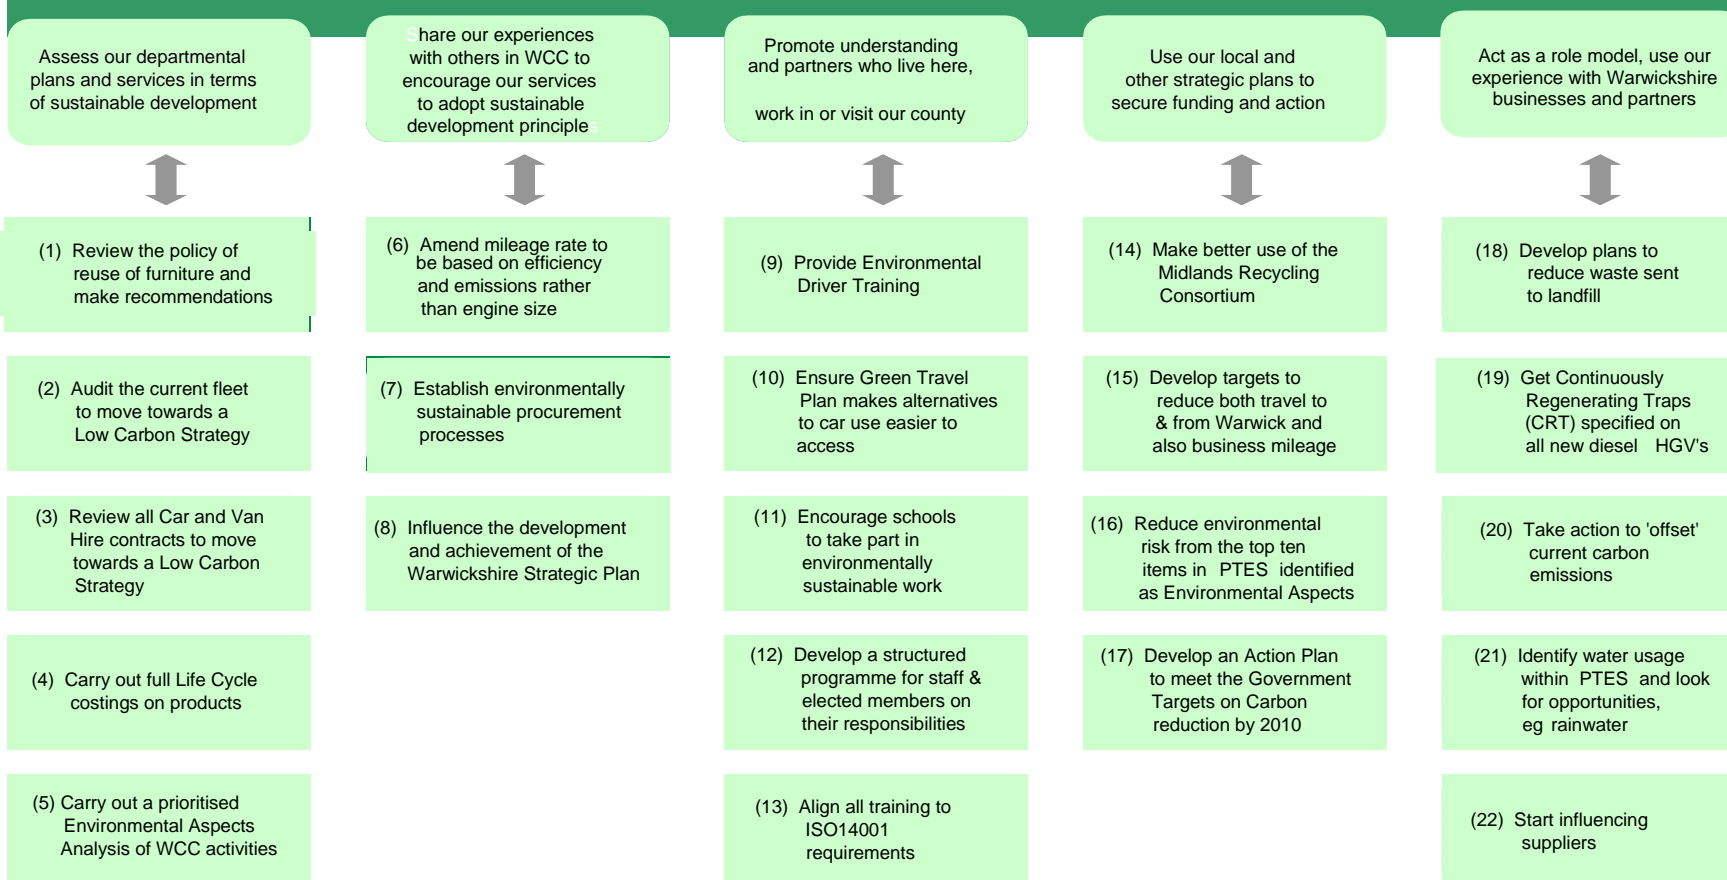 Assess our departmental
plans and services in terms
of sustainable development
Share our experiences
with others in WCC to
encourage our services
to adopt sustainable
development principles
Promote understanding
and partners who live here,
work in or visit our county
Use our local and
other strategic plans to
secure funding and action
Act as a role model, use our
experience with Warwickshire
businesses and partners
(1) Review the policy of
reuse of furniture and
make recommendations
(2) Audit the current fleet
to move towards a
Low Carbon Strategy
(3) Review all Car and Van
Hire contracts to move
towards a Low Carbon
Strategy
(4) Carry out full Life Cycle
costings on products
(5) Carry out a prioritised
Environmental Aspects
Analysis of WCC activities
(6) Amend mileage rate to
be based on efficiency
and emissions rather
than engine size
(7) Establish environmentally
sustainable procurement
processes
(8) Influence the development
and achievement of the
Warwickshire Strategic Plan
(9) Provide Environmental
Driver Training
(10) Ensure Green Travel
Plan makes alternatives
to car use easier to
access
(11) Encourage schools
to take part in
environmentally
sustainable work
(12) Develop a structured
programme for staff &
elected members on
their responsibilities
(13) Align all training to
ISO14001
requirements
(14) Make better use of the
Midlands Recycling
Consortium
(15) Develop targets to
reduce both travel to
& from Warwick and
also business mileage
(16) Reduce environmental
risk from the top ten
items in PTES identified
as Environmental Aspects
(17) Develop an Action Plan
to meet the Government
Targets on Carbon
reduction by 2010
(18) Develop plans to
reduce waste sent
to landfill
(19) Get Continuously
Regenerating Traps
(CRT) specified on
all new diesel HGV's
(20) Take action to 'offset'
current carbon
emissions
(21) Identify water usage
within PTES and look
for opportunities,
eg rainwater
(22) Start influencing
suppliers